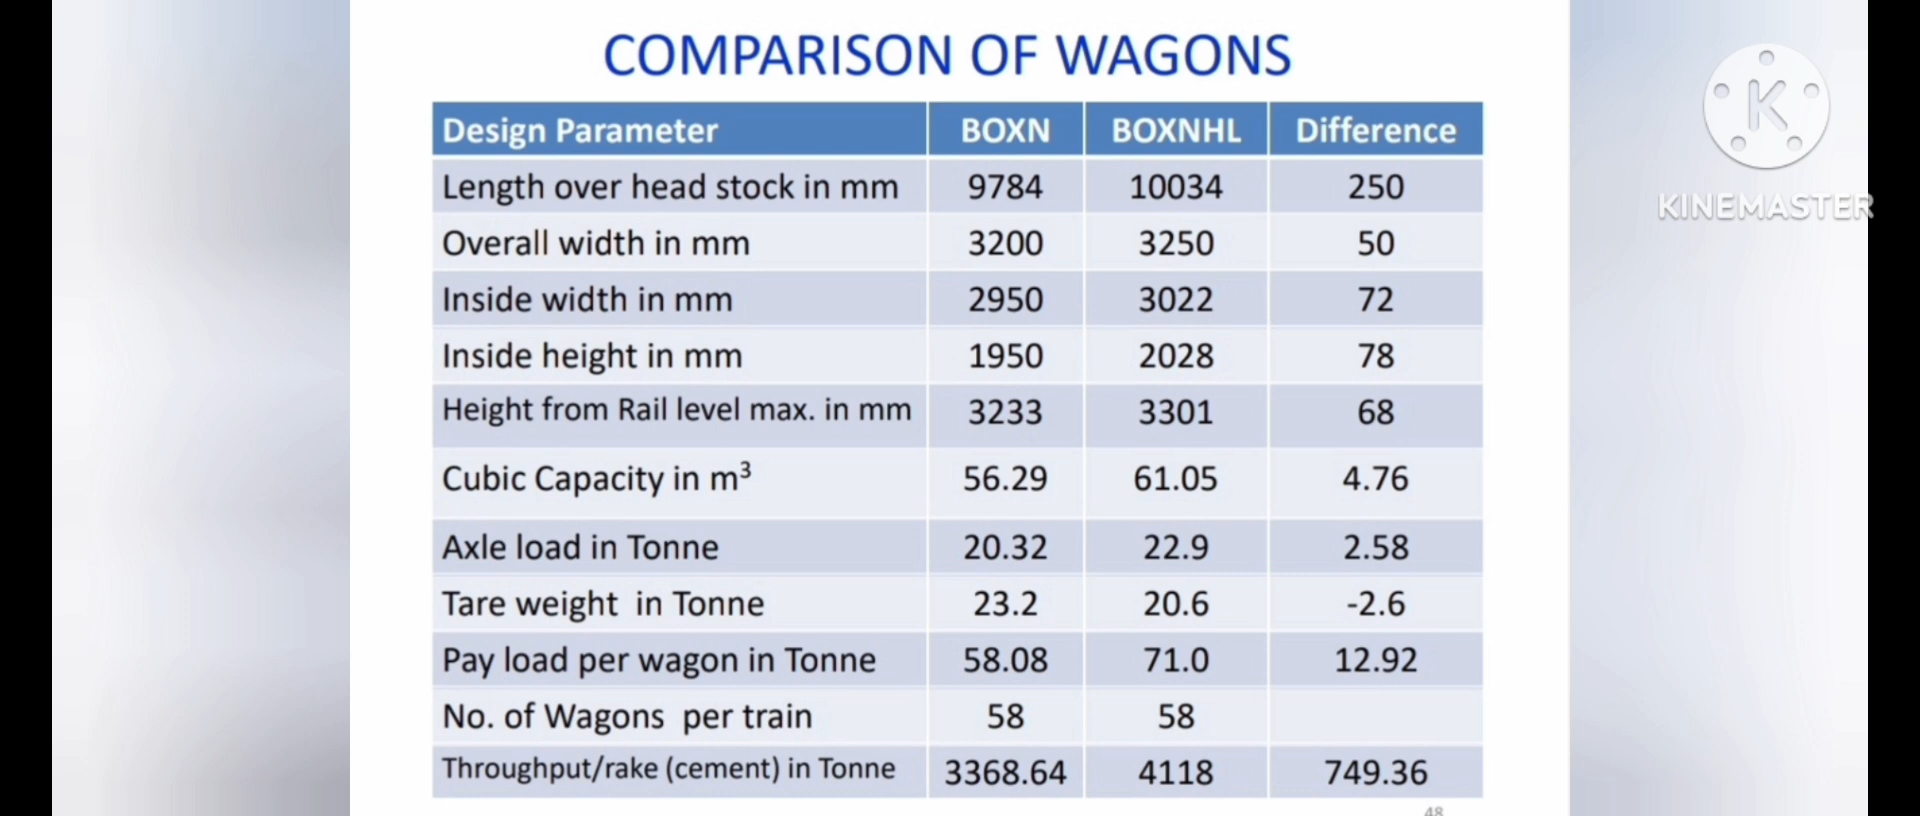 COMPARISON OF WAGONS
Design Parameter BOXN BOXNHL Difference
Length over head stock in mm 9784 10034 250
Overall width in mm 3200 3250 50
Inside width in mm 2950 3022 72
Inside height in mm 1950 2028 78
Height from Rail level max. in mm 3233 3301 68
Cubic Capacity in m³ 56.29 61.05 4.76
Axle load in Tonne 20.32 22.9 2.58
Tare weight in Tonne 23.2 20.6 -2.6
Pay load per wagon in Tonne 58.08 71.0 12.92
No. of Wagons per train 58 58
Throughput/rake (cement) in Tonne 3368.64 4118 749.36
48
K
KINEMASTER